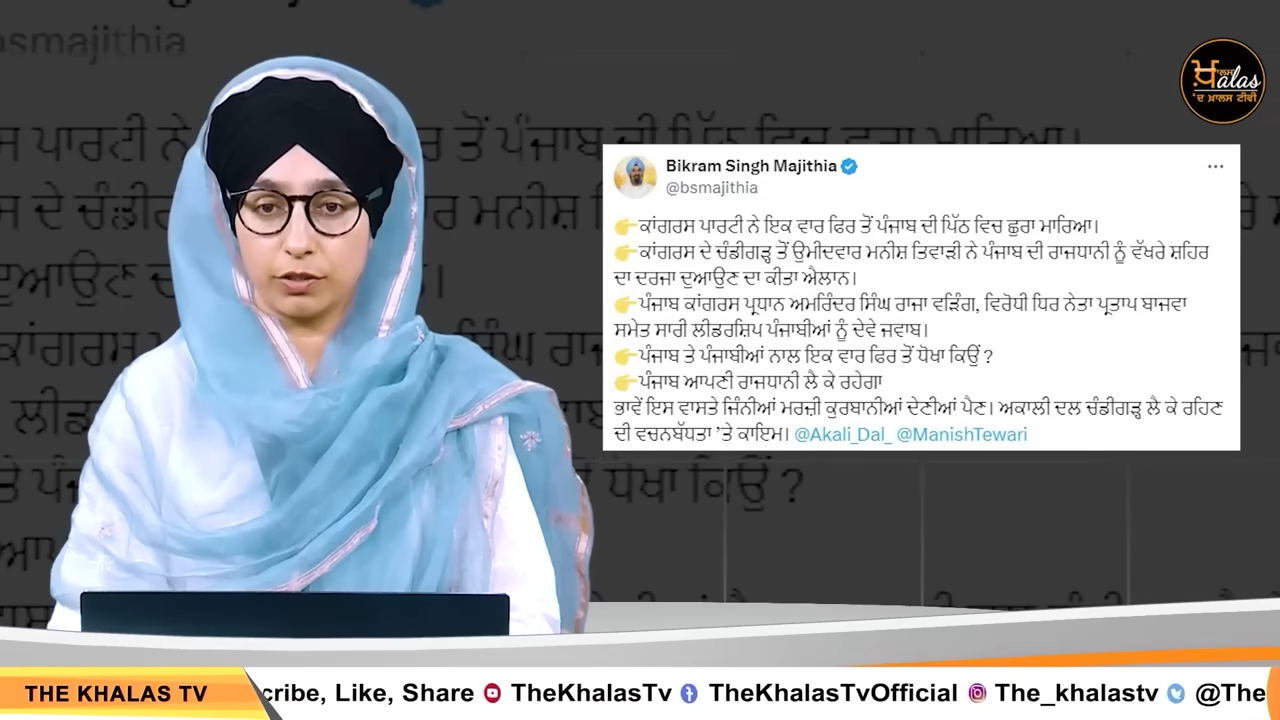 @bsmajithia
Bikram Singh Majithia
@bsmajithia
👉ਕਾਂਗਰਸ ਪਾਰਟੀ ਨੇ ਇਕ ਵਾਰ ਫਿਰ ਤੋਂ ਪੰਜਾਬ ਦੀ ਪਿੱਠ ਵਿਚ ਛੁਰਾ ਮਾਰਿਆ।
👉ਕਾਂਗਰਸ ਦੇ ਚੰਡੀਗੜ੍ਹ ਤੋਂ ਉਮੀਦਵਾਰ ਮਨੀਸ਼ ਤਿਵਾੜੀ ਨੇ ਪੰਜਾਬ ਦੀ ਰਾਜਧਾਨੀ ਨੂੰ ਵੱਖਰੇ ਸ਼ਹਿਰ
ਦਾ ਦਰਜਾ ਦੁਆਉਣ ਦਾ ਕੀਤਾ ਐਲਾਨ।
👉ਪੰਜਾਬ ਕਾਂਗਰਸ ਪ੍ਰਧਾਨ ਅਮਰਿੰਦਰ ਸਿੰਘ ਰਾਜਾ ਵੜਿੰਗ, ਵਿਰੋਧੀ ਧਿਰ ਨੇਤਾ ਪ੍ਰਤਾਪ ਬਾਜਵਾ
ਸਮੇਤ ਸਾਰੀ ਲੀਡਰਸ਼ਿਪ ਪੰਜਾਬੀਆਂ ਨੂੰ ਦੇਵੇ ਜਵਾਬ।
👉ਪੰਜਾਬ ਤੇ ਪੰਜਾਬੀਆਂ ਨਾਲ ਇਕ ਵਾਰ ਫਿਰ ਤੋਂ ਧੋਖਾ ਕਿਉਂ ?
👉ਪੰਜਾਬ ਆਪਣੀ ਰਾਜਧਾਨੀ ਲੈ ਕੇ ਰਹੇਗਾ
ਭਾਵੇਂ ਇਸ ਵਾਸਤੇ ਜਿੰਨੀਆਂ ਮਰਜ਼ੀ ਕੁਰਬਾਨੀਆਂ ਦੇਣੀਆਂ ਪੈਣ। ਅਕਾਲੀ ਦਲ ਚੰਡੀਗੜ੍ਹ ਲੈ ਕੇ ਰਹਿਣ
ਦੀ ਵਚਨਬੱਧਤਾ ’ਤੇ ਕਾਇਮ। @Akali_Dal_ @ManishTewari
ਖ਼ਾਲਸ
alas
‘ਦ ਖ਼ਾਲਸ ਟੀਵੀ
THE KHALAS TV
cribe, Like, Share TheKhalasTv TheKhalasTvOfficial The_khalastv @The